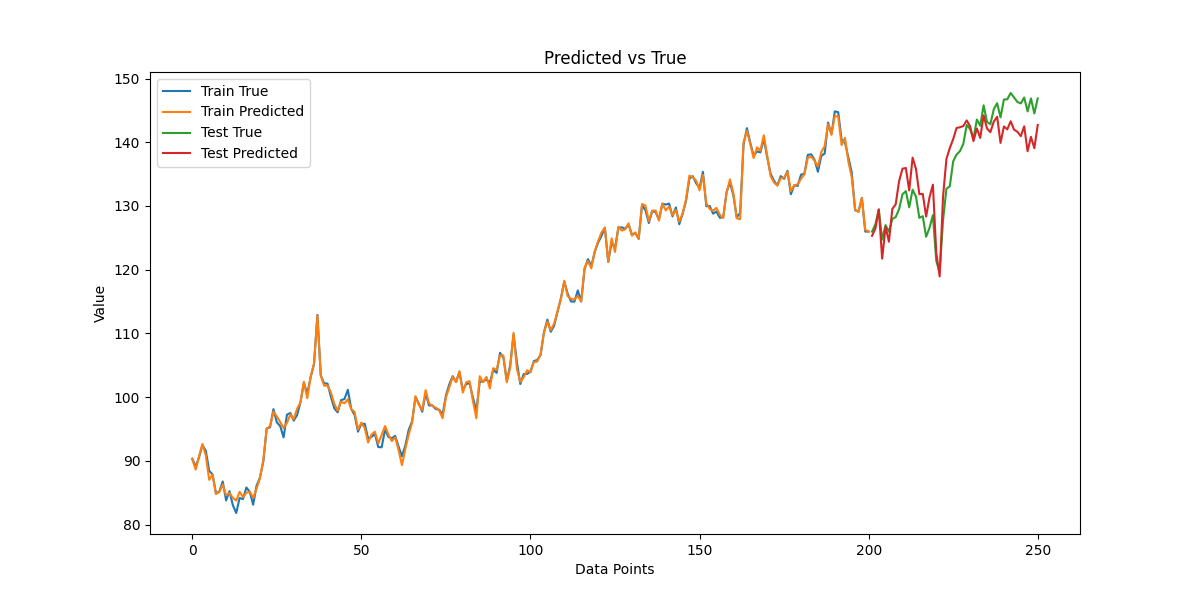 Predicted vs True
Train True
Train Predicted
Test True
Test Predicted
Value
150
140
130
120
110
100
90
80
0 50 100 150 200 250
Data Points